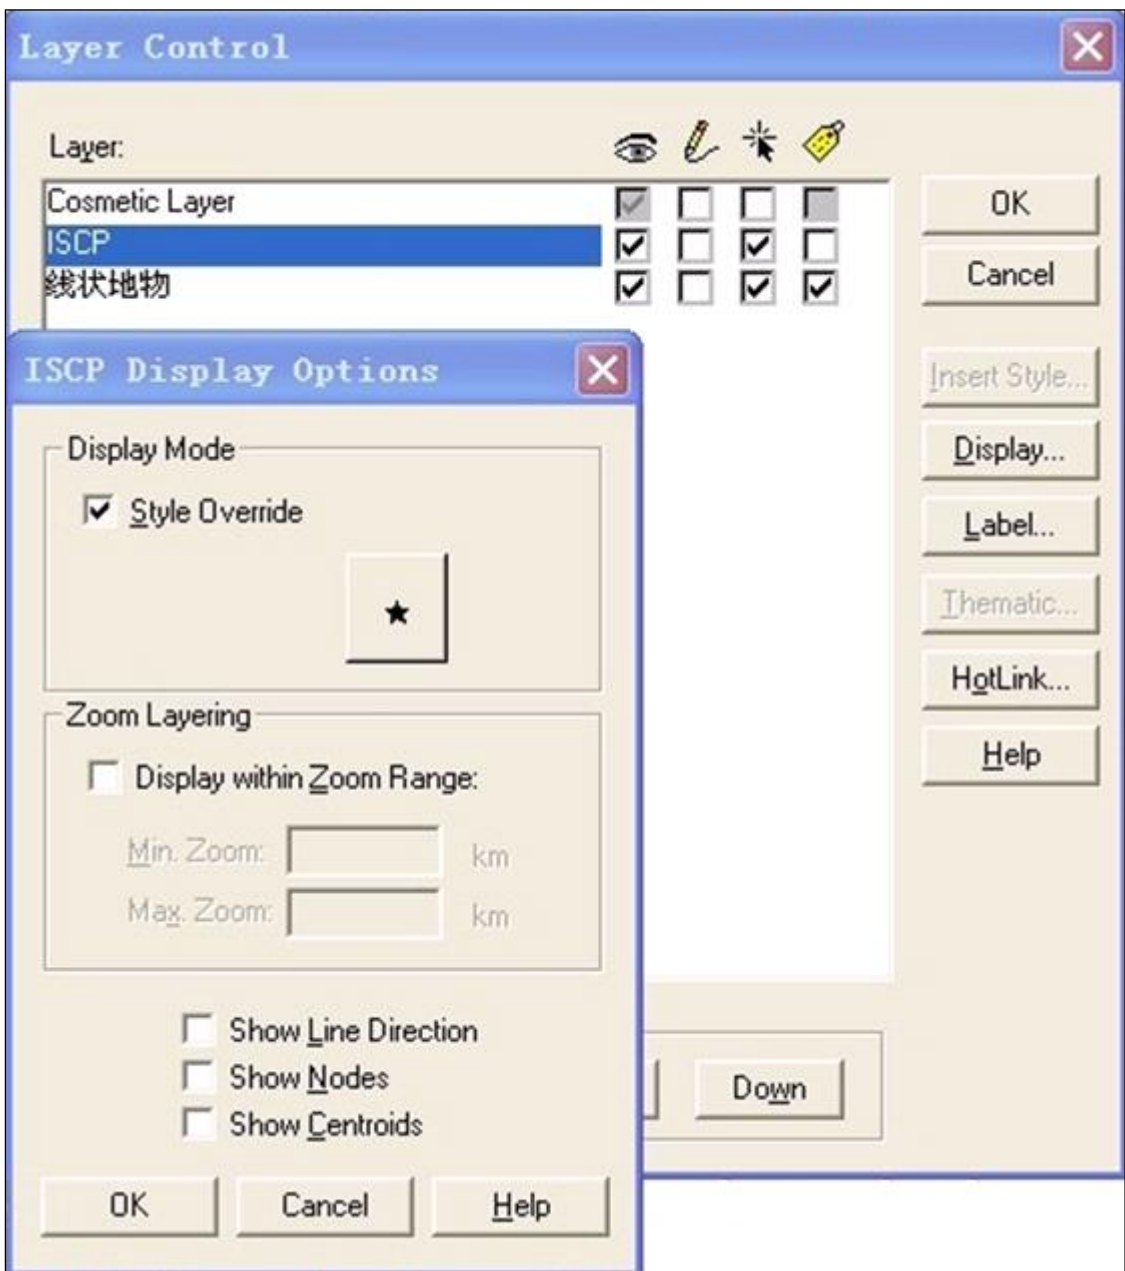 Layer Control
Layer:
Cosmetic Layer
ISCP
线状地物
OK
Cancel
Insert Style...
Display...
Label...
Thematic...
HotLink...
Help
Down
ISCP Display Options
Display Mode
Style Override
Zoom Layering
Display within Zoom Range:
Min. Zoom: km
Max. Zoom: km
Show Line Direction
Show Nodes
Show Centroids
OK Cancel Help